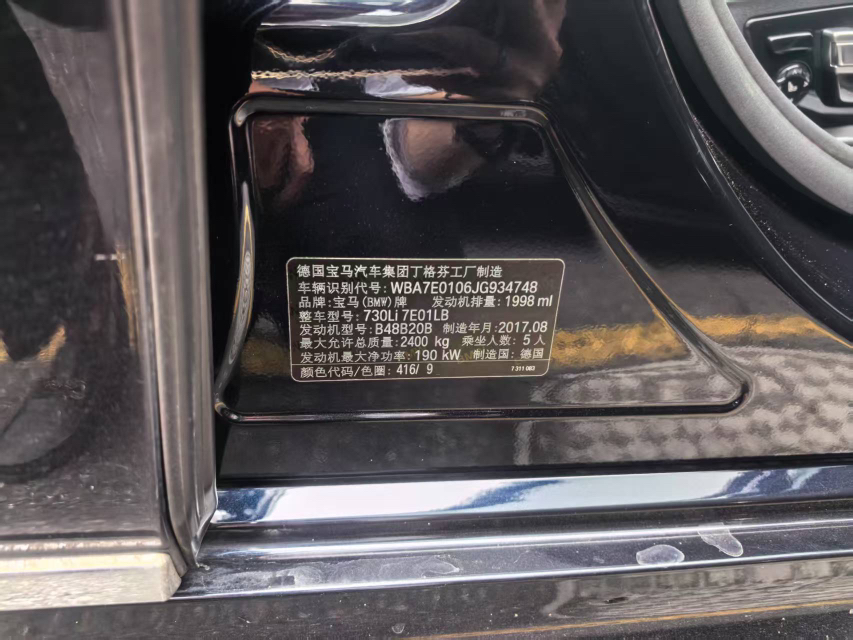 德国宝马汽车集团丁格芬工厂制造
车辆识别代号: WBA7E0106JG934748
品牌: 宝马(BMW)牌 发动机排量: 1998 ml
整车型号: 730Li 7E01LB
发动机型号: B48B20B 制造年月: 2017.08
最大允许总质量: 2400 kg 乘坐人数: 5人
发动机最大净功率: 190 kW 制造国: 德国
颜色代码/色圈: 416/ 9 7 311 083